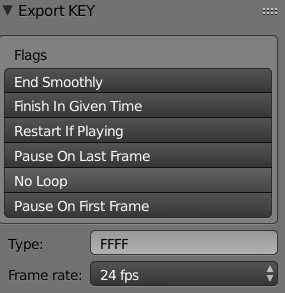 Export KEY
Flags
End Smoothly
Finish In Given Time
Restart If Playing
Pause On Last Frame
No Loop
Pause On First Frame
Type: FFFF
Frame rate: 24 fps